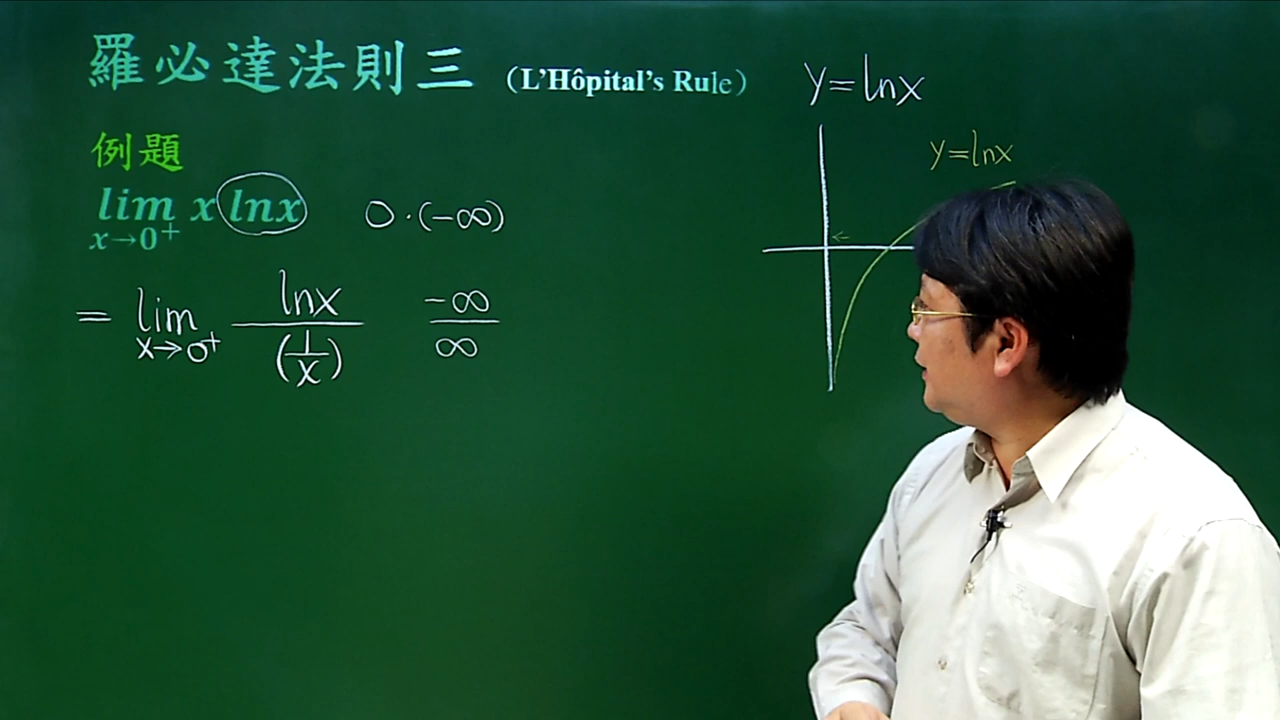 羅必達法則三 (L'Hôpital's Rule)
例題
lim x lnx 0·(-∞)
x→0⁺
= lim lnx / (1/x) -∞ / ∞
x→0⁺
y=lnx
y=lnx